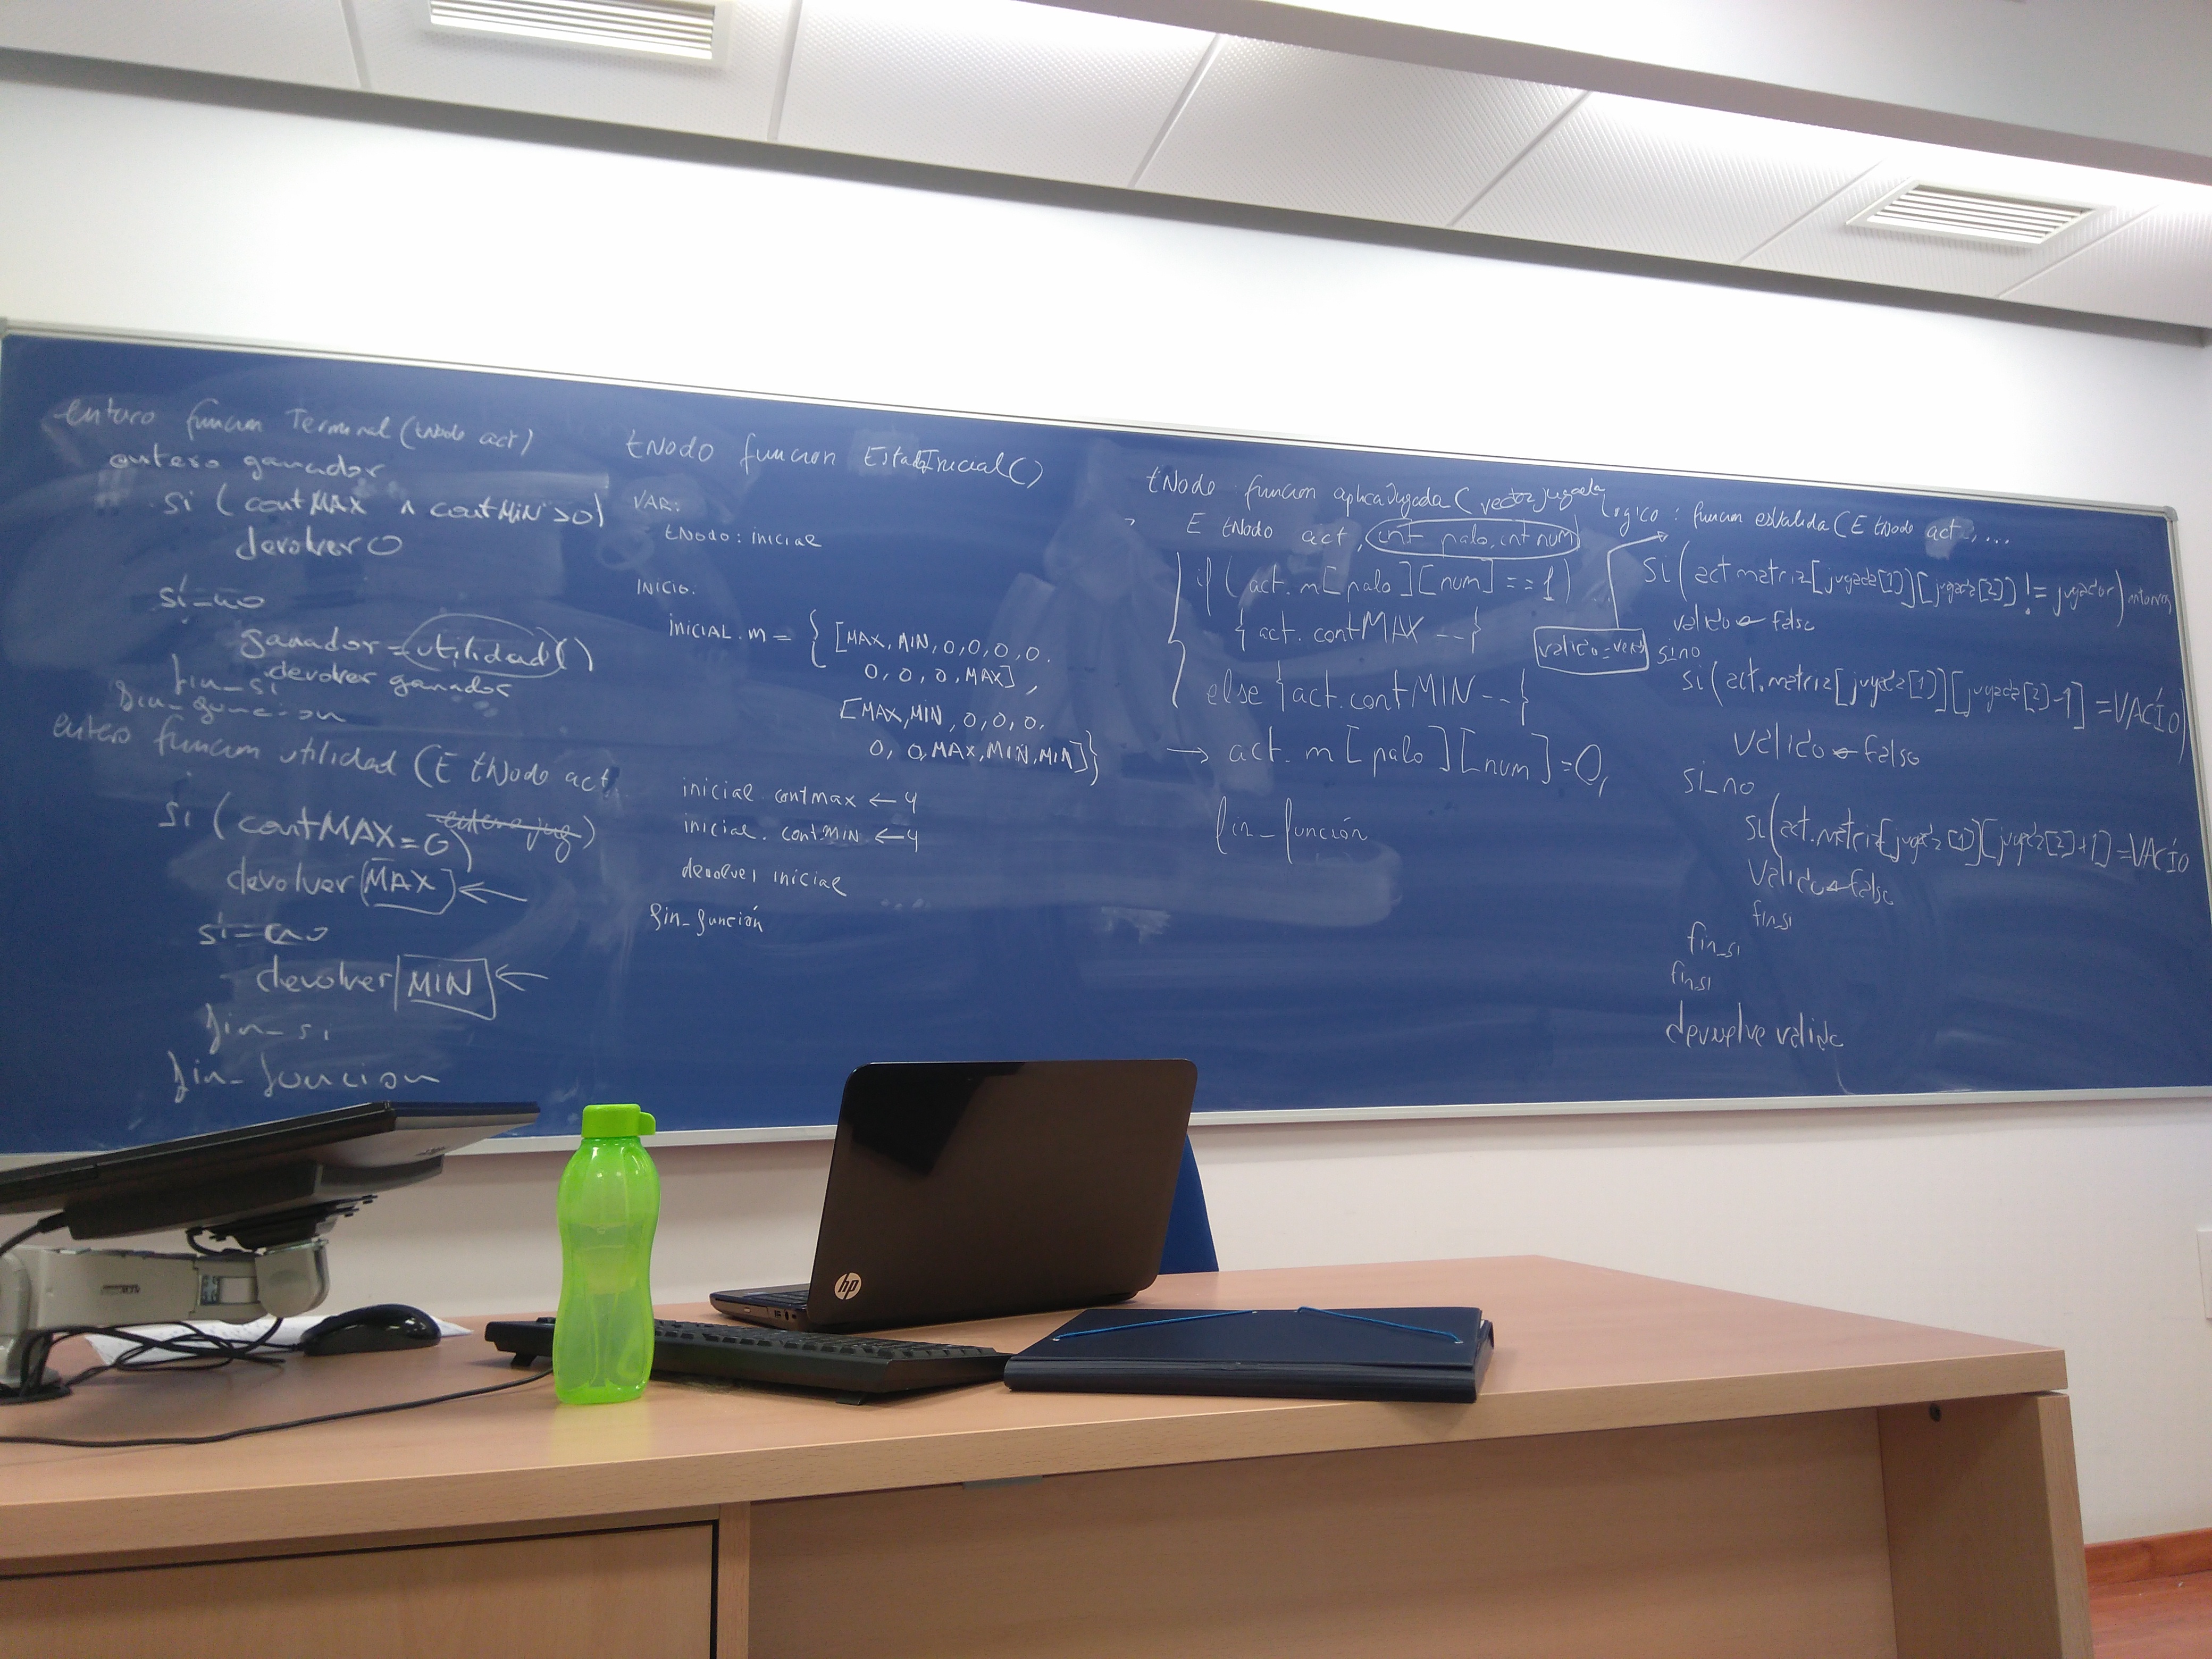 entero funcion Terminal (tNodo act)
entero ganador
si (contMAX ∧ contMIN >0)
devolver 0
si_no
ganador = utilidad()
devolver ganador
fin_si
fin_funcion
entero funcion utilidad (E tNodo act,
entero jug)
si (contMAX = 0)
devolver MAX ←
si_no
devolver MIN ←
fin_si
fin_funcion
tNodo funcion EstadoInicial()
VAR:
tNodo: inicial
INICIO:
INICIAL.m = { [MAX, MIN, 0, 0, 0, 0,
0, 0, 0, MAX],
[MAX, MIN, 0, 0, 0,
0, 0, MAX, MIN, MIN] }
inicial contmax ← 4
inicial. contMIN ← 4
devolver inicial
fin_función
tNodo funcion aplicaJugada (vector jugada,
E tNodo act, int palo, int num)
if (act.m[palo][num] == 1)
{ act. contMAX -- }
else { act.contMIN -- }
→ act.m [palo][num] = 0,
fin_función
logico: funcion esValida (E tNodo act, ...
valido = verd
si (act.matriz[jugada[1]][jugada[2]] != jugador) entonces
valido ← falso
si_no
si (act.matriz[jugada[1]][jugada[2]-1] = VACÍO)
valido ← falso
si_no
si (act.matriz[jugada[1]][jugada[2]+1] = VACÍO
valido ← falso
fin_si
fin_si
fin_si
devuelve valida
hp